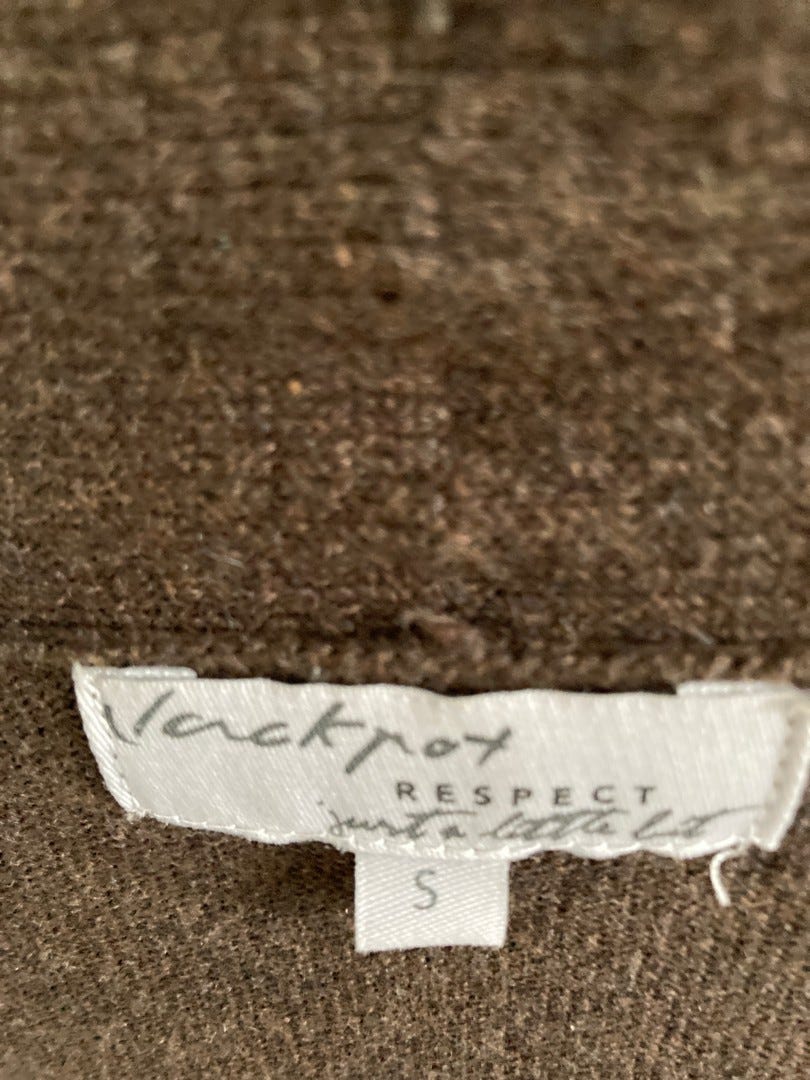 Jackpot
RESPECT
just a little bit
S